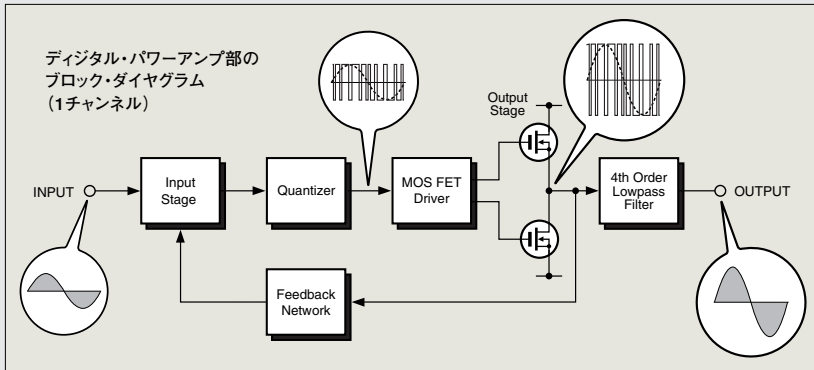 ディジタル・パワーアンプ部の
ブロック・ダイヤグラム
（1チャンネル）
Output
Stage
INPUT
Input
Stage
Quantizer
MOS FET
Driver
4th Order
Lowpass
Filter
OUTPUT
Feedback
Network